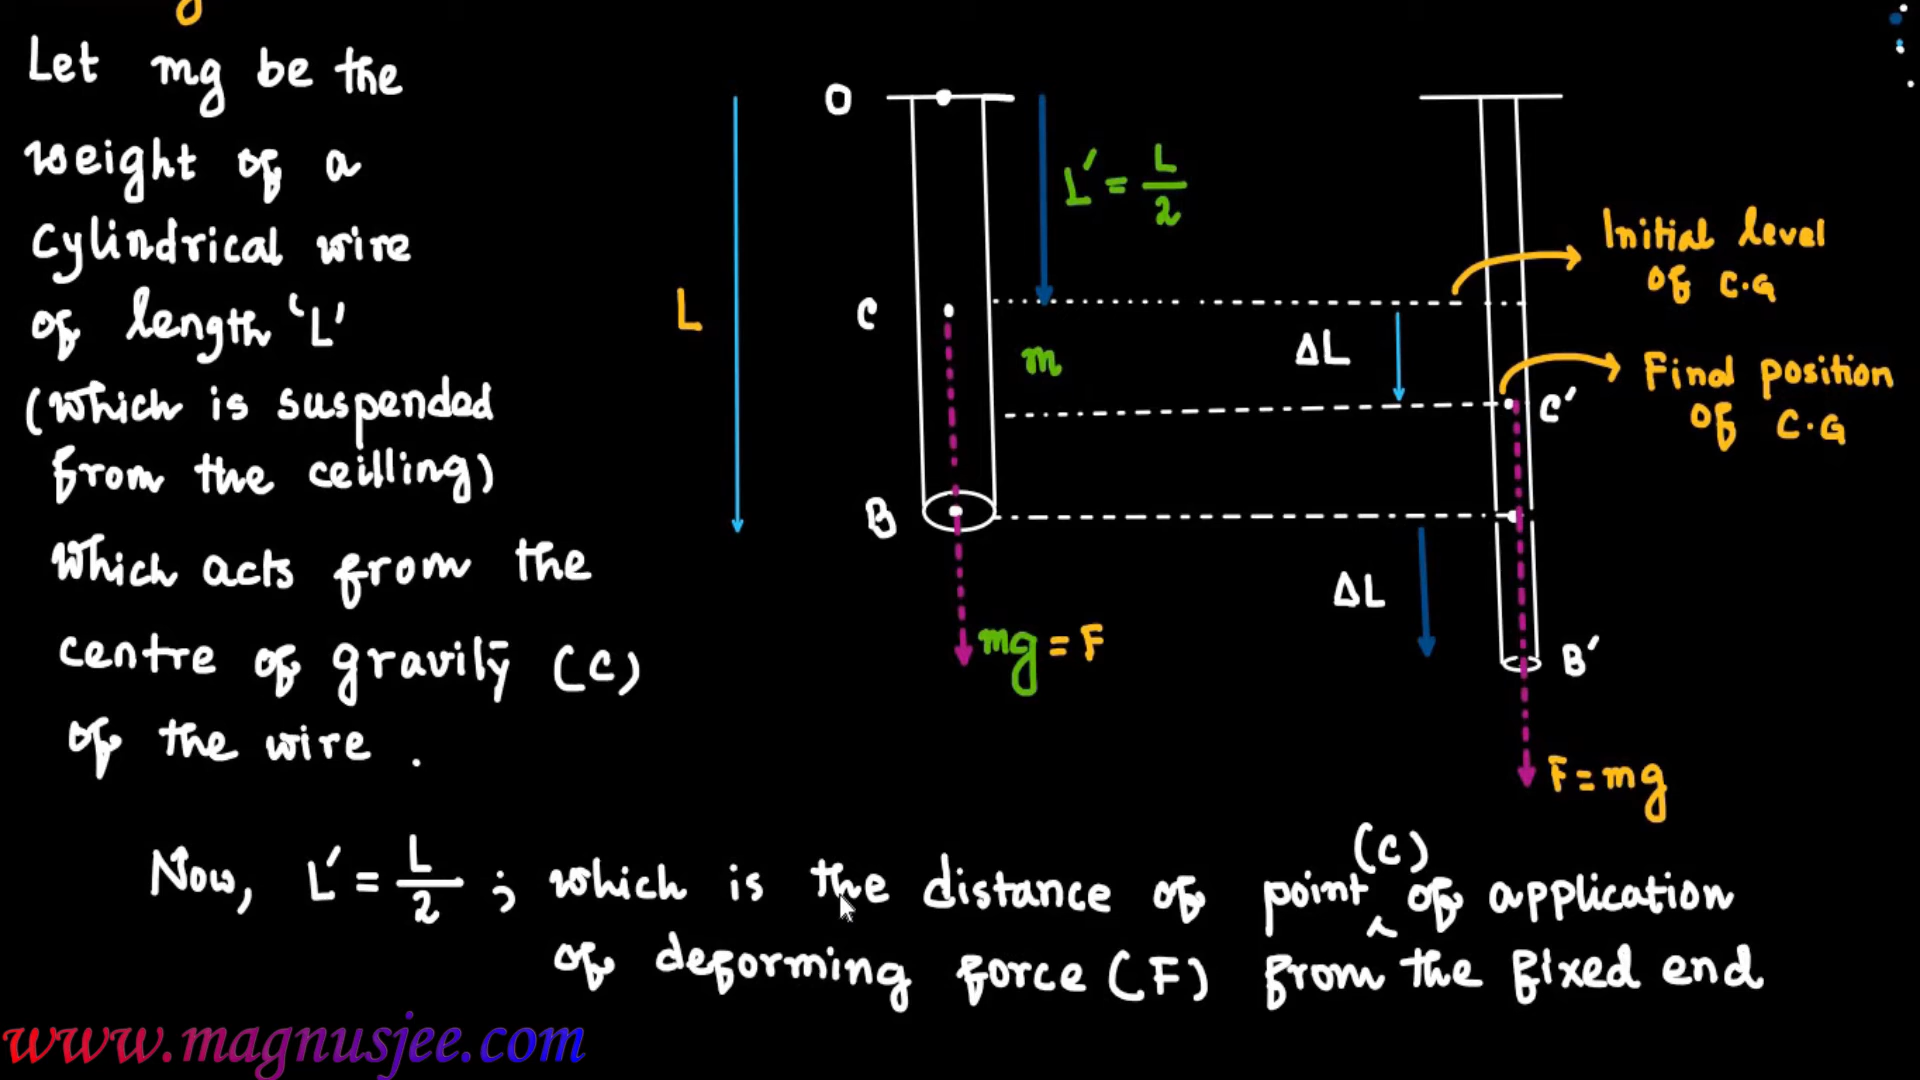 Let mg be the
weight of a
cylindrical wire
of length 'L'
(which is suspended
from the ceilling)
which acts from the
centre of gravity (C)
of the wire .
O
L' = L/2
L
C
m
B
mg = F
ΔL
ΔL
Initial level
of C.G
Final position
of C.G
C'
B'
F = mg
Now, L' = L/2 ; which is the distance of point (C) of application
of deforming force (F) from the fixed end
www.magnusjee.com